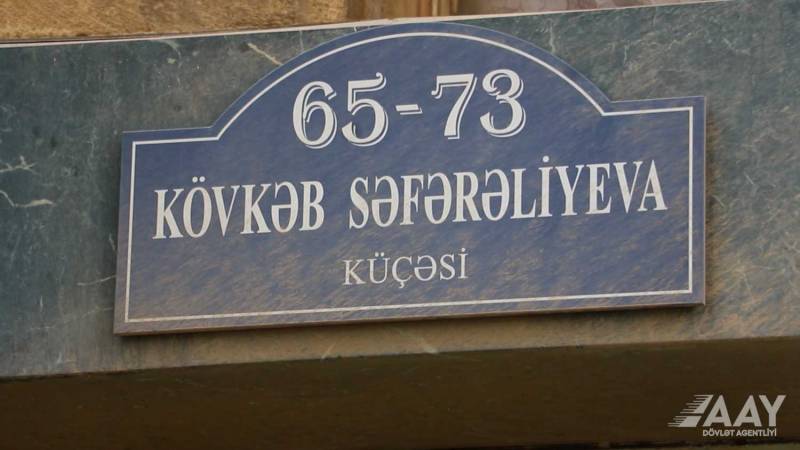 65-73
KÖVKƏB SƏFƏRƏLİYEVA
KÜÇƏSİ
AAY
DÖVLƏT AGENTLİYİ